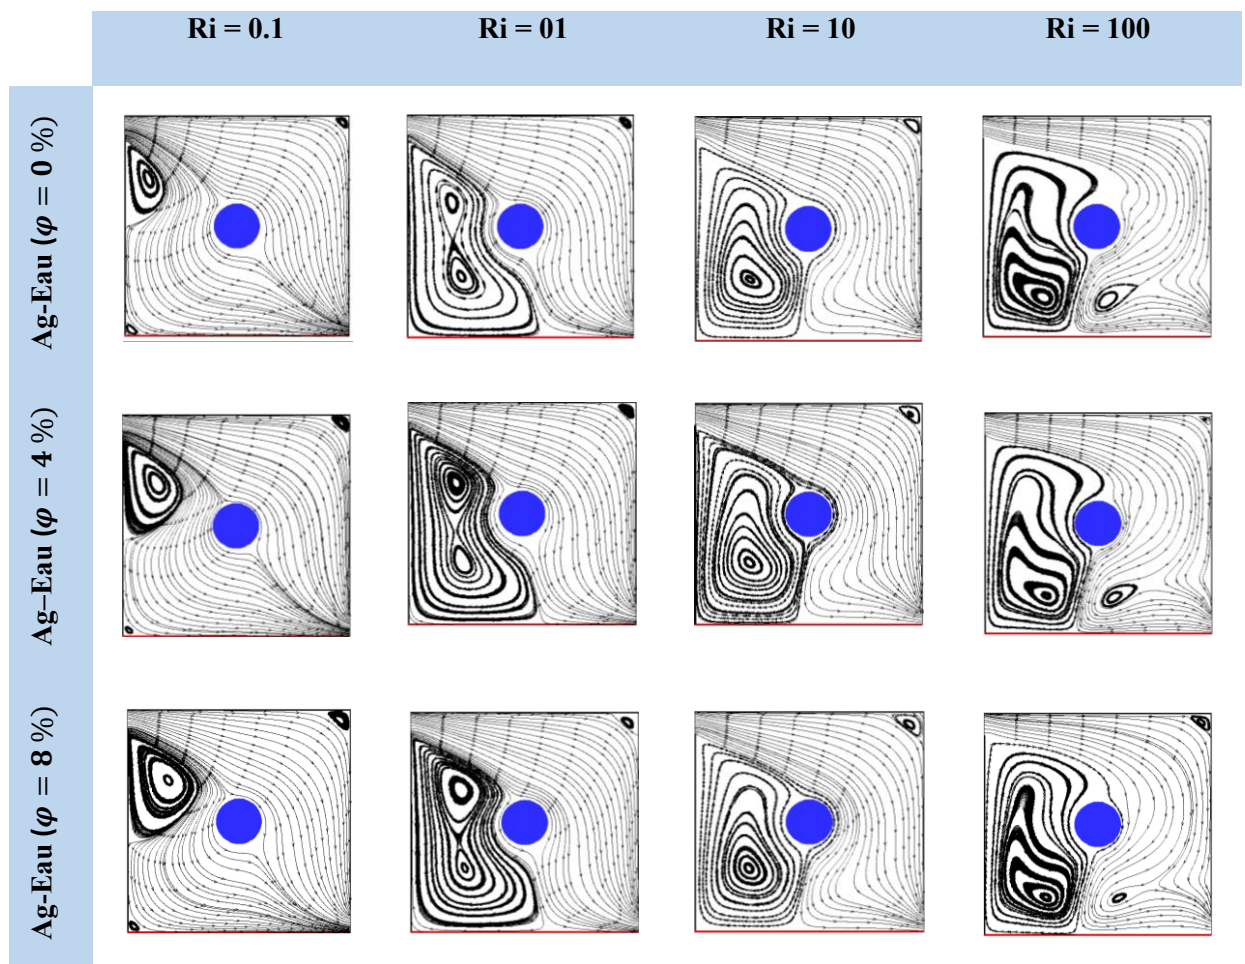 Ri = 0.1
Ri = 01
Ri = 10
Ri = 100
Ag-Eau (𝝋 = 0 %)
Ag–Eau (𝝋 = 4 %)
Ag-Eau (𝝋 = 8 %)